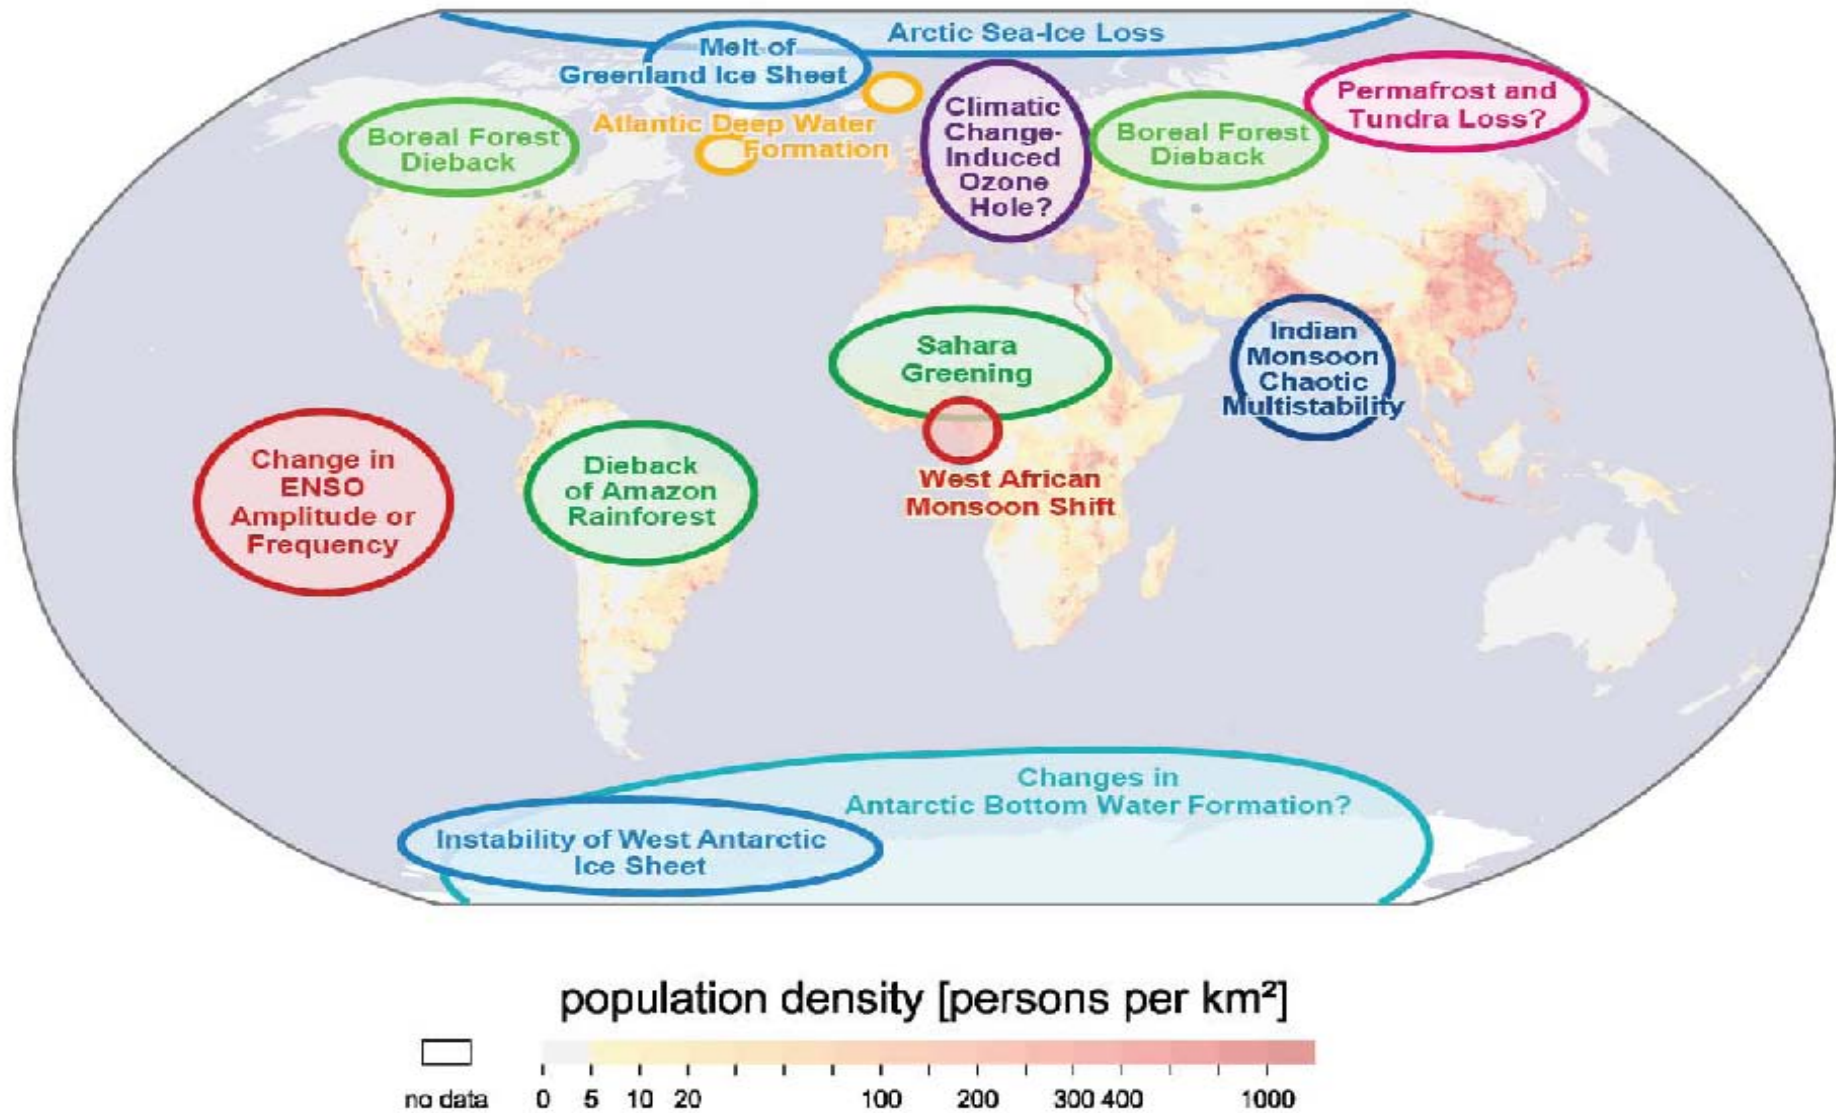 Arctic Sea-Ice Loss
Melt of
Greenland Ice Sheet
Atlantic Deep Water
Formation
Boreal Forest
Dieback
Climatic
Change-
Induced
Ozone
Hole?
Boreal Forest
Dieback
Permafrost and
Tundra Loss?
Sahara
Greening
Indian
Monsoon
Chaotic
Multistability
Change in
ENSO
Amplitude or
Frequency
Dieback
of Amazon
Rainforest
West African
Monsoon Shift
Changes in
Antarctic Bottom Water Formation?
Instability of West Antarctic
Ice Sheet
population density [persons per km²]
no data 0 5 10 20 100 200 300 400 1000